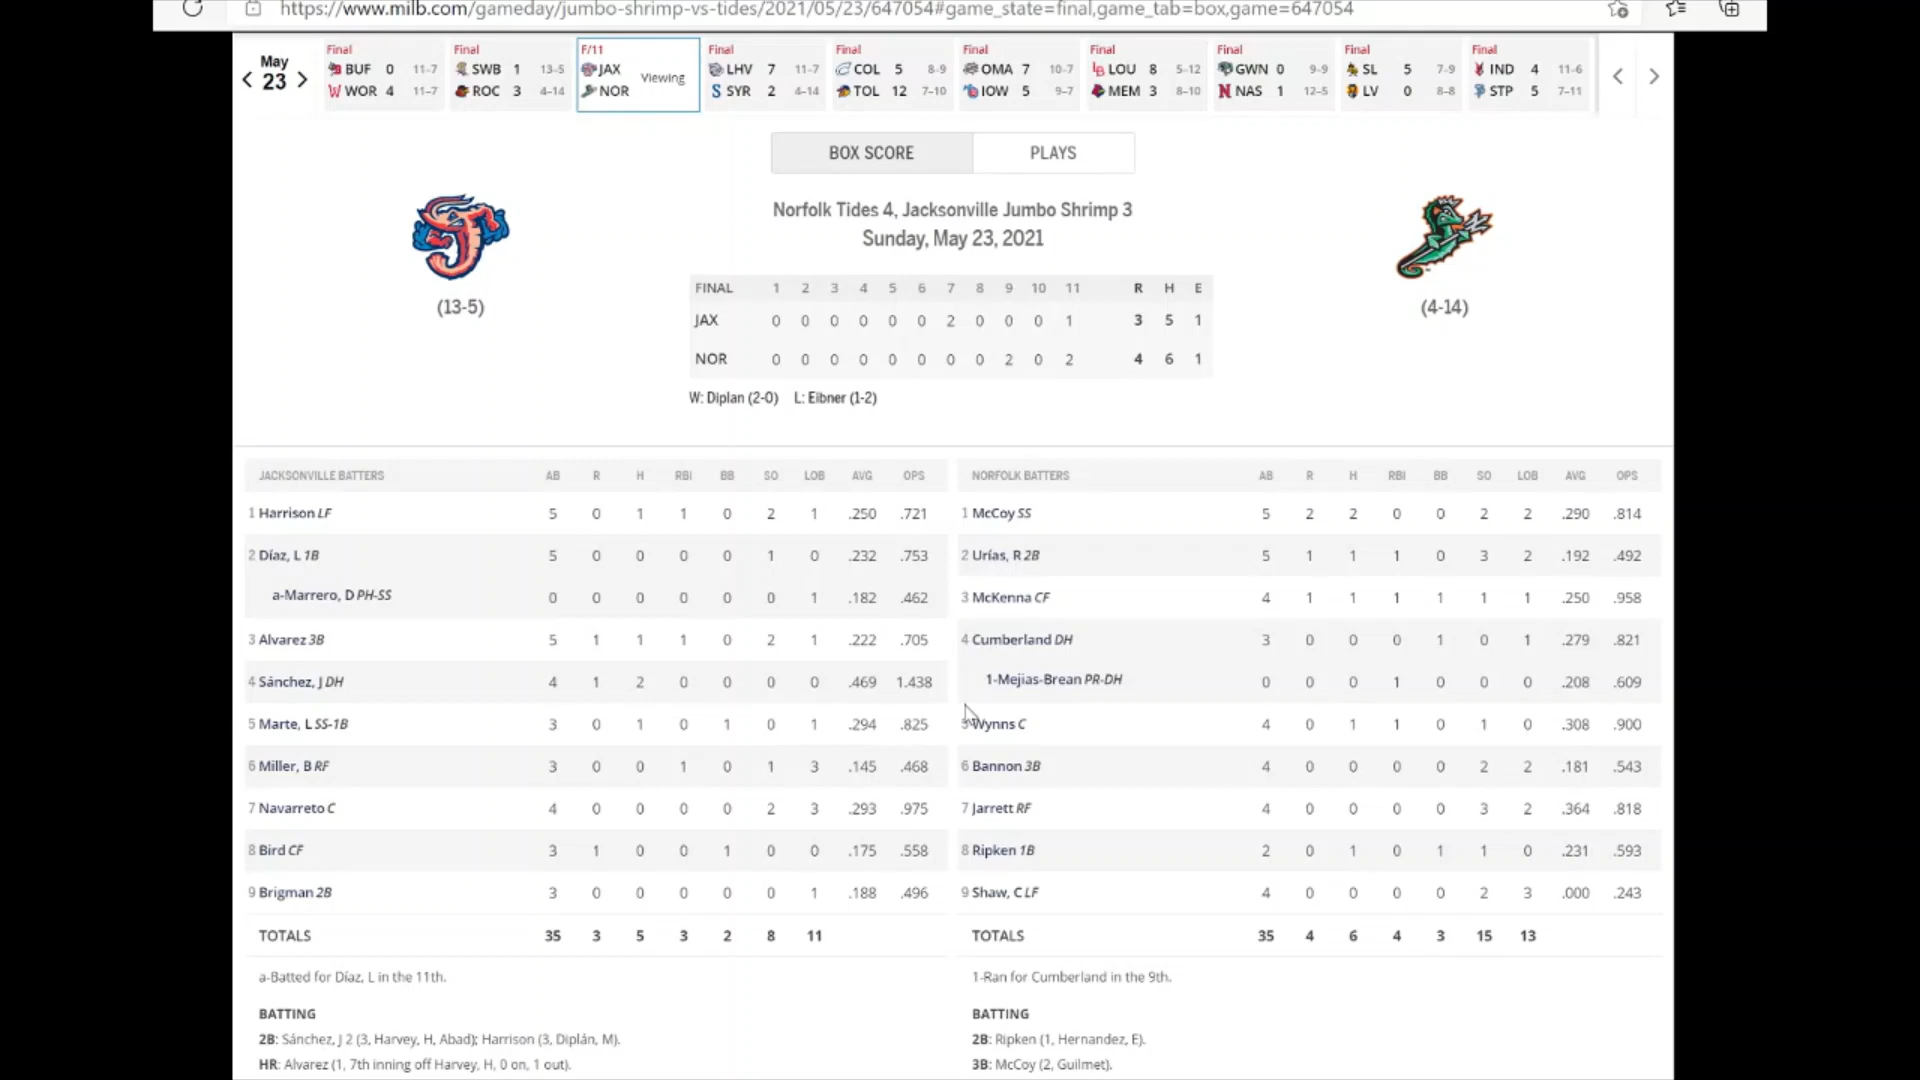 https://www.milb.com/gameday/jumbo-shrimp-vs-tides/2021/05/23/647054#game_state=final,game_tab=box,game=647054
May 23
Final BUF 0 11-7 WOR 4 11-7
Final SWB 1 13-5 ROC 3 4-14
F/11 JAX NOR Viewing
Final LHV 7 11-7 SYR 2 4-14
Final COL 5 8-9 TOL 12 7-10
Final OMA 7 10-7 IOW 5 9-7
Final LOU 8 5-12 MEM 3 8-10
Final GWN 0 9-9 NAS 1 12-5
Final SL 5 7-9 LV 0 8-8
Final IND 4 11-6 STP 5 7-11
BOX SCORE PLAYS
Norfolk Tides 4, Jacksonville Jumbo Shrimp 3
Sunday, May 23, 2021
(13-5)
(4-14)
FINAL 1 2 3 4 5 6 7 8 9 10 11 R H E
JAX 0 0 0 0 0 0 2 0 0 0 1 3 5 1
NOR 0 0 0 0 0 0 0 0 2 0 2 4 6 1
W: Diplan (2-0) L: Eibner (1-2)
JACKSONVILLE BATTERS AB R H RBI BB SO LOB AVG OPS
1 Harrison LF 5 0 1 1 0 2 1 .250 .721
2 Díaz, L 1B 5 0 0 0 0 1 0 .232 .753
a-Marrero, D PH-SS 0 0 0 0 0 0 1 .182 .462
3 Alvarez 3B 5 1 1 1 0 2 1 .222 .705
4 Sánchez, J DH 4 1 2 0 0 0 0 .469 1.438
5 Marte, L SS-1B 3 0 1 0 1 0 1 .294 .825
6 Miller, B RF 3 0 0 1 0 1 3 .145 .468
7 Navarreto C 4 0 0 0 0 2 3 .293 .975
8 Bird CF 3 1 0 0 1 0 0 .175 .558
9 Brigman 2B 3 0 0 0 0 0 1 .188 .496
TOTALS 35 3 5 3 2 8 11
a-Batted for Díaz, L in the 11th.
BATTING
2B: Sánchez, J 2 (3, Harvey, H, Abad); Harrison (3, Diplán, M).
HR: Alvarez (1, 7th inning off Harvey, H, 0 on, 1 out).
NORFOLK BATTERS AB R H RBI BB SO LOB AVG OPS
1 McCoy SS 5 2 2 0 0 2 2 .290 .814
2 Urías, R 2B 5 1 1 1 0 3 2 .192 .492
3 McKenna CF 4 1 1 1 1 1 1 .250 .958
4 Cumberland DH 3 0 0 0 1 0 1 .279 .821
1-Mejias-Brean PR-DH 0 0 0 1 0 0 0 .208 .609
5 Wynns C 4 0 1 1 0 1 0 .308 .900
6 Bannon 3B 4 0 0 0 0 2 2 .181 .543
7 Jarrett RF 4 0 0 0 0 3 2 .364 .818
8 Ripken 1B 2 0 1 0 1 1 0 .231 .593
9 Shaw, C LF 4 0 0 0 0 2 3 .000 .243
TOTALS 35 4 6 4 3 15 13
1-Ran for Cumberland in the 9th.
BATTING
2B: Ripken (1, Hernandez, E).
3B: McCoy (2, Guilmet).